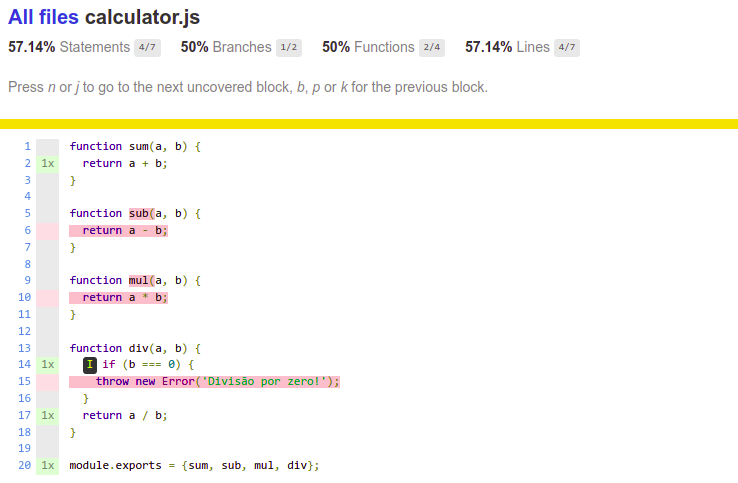 All files calculator.js
57.14% Statements 4/7 50% Branches 1/2 50% Functions 2/4 57.14% Lines 4/7
Press n or j to go to the next uncovered block, b, p or k for the previous block.
1 function sum(a, b) {
2 1x return a + b;
3 }
4
5 function sub(a, b) {
6 return a - b;
7 }
8
9 function mul(a, b) {
10 return a * b;
11 }
12
13 function div(a, b) {
14 1x I if (b === 0) {
15 throw new Error('Divisão por zero!');
16 }
17 1x return a / b;
18 }
19
20 1x module.exports = {sum, sub, mul, div};